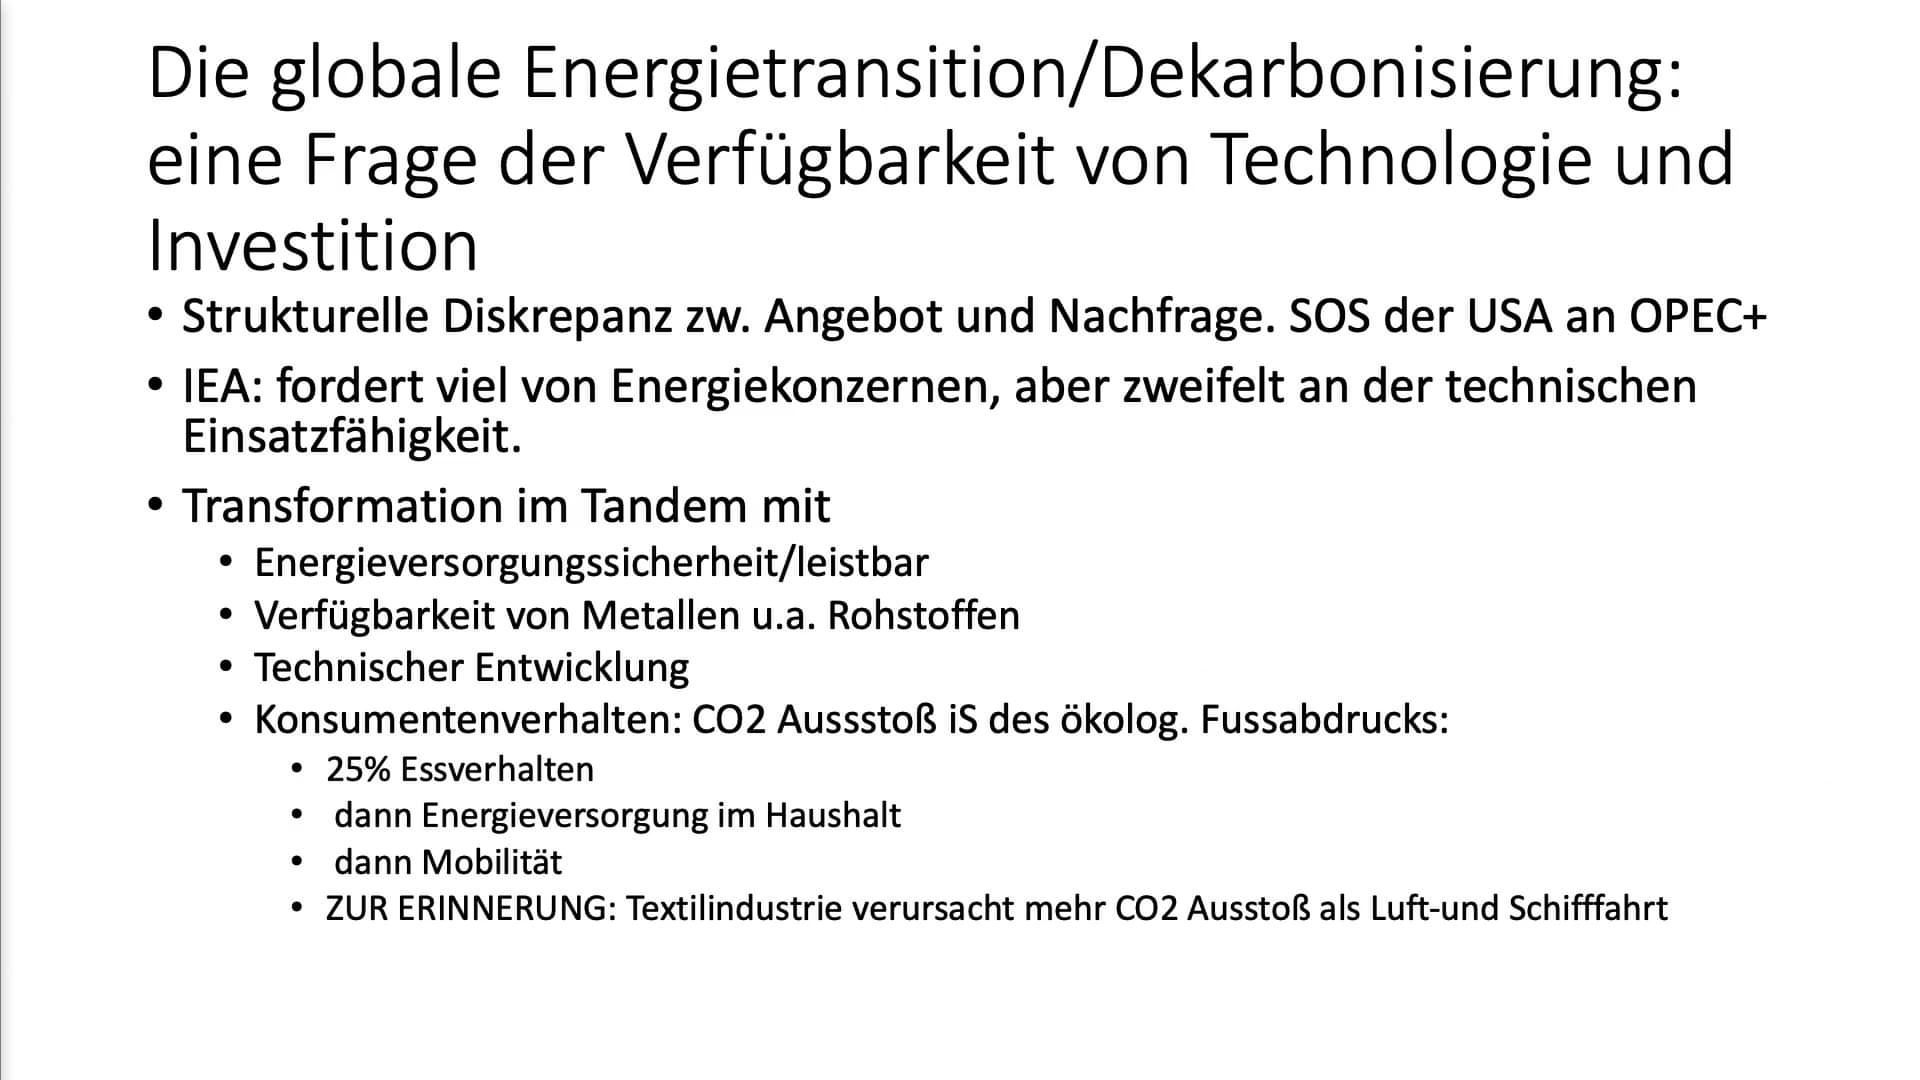 Die globale Energietransition/Dekarbonisierung:
eine Frage der Verfügbarkeit von Technologie und
Investition
• Strukturelle Diskrepanz zw. Angebot und Nachfrage. SOS der USA an OPEC+
• IEA: fordert viel von Energiekonzernen, aber zweifelt an der technischen
Einsatzfähigkeit.
• Transformation im Tandem mit
• Energieversorgungssicherheit/leistbar
• Verfügbarkeit von Metallen u.a. Rohstoffen
• Technischer Entwicklung
• Konsumentenverhalten: CO2 Aussstoß iS des ökolog. Fussabdrucks:
• 25% Essverhalten
• dann Energieversorgung im Haushalt
• dann Mobilität
• ZUR ERINNERUNG: Textilindustrie verursacht mehr CO2 Ausstoß als Luft-und Schifffahrt